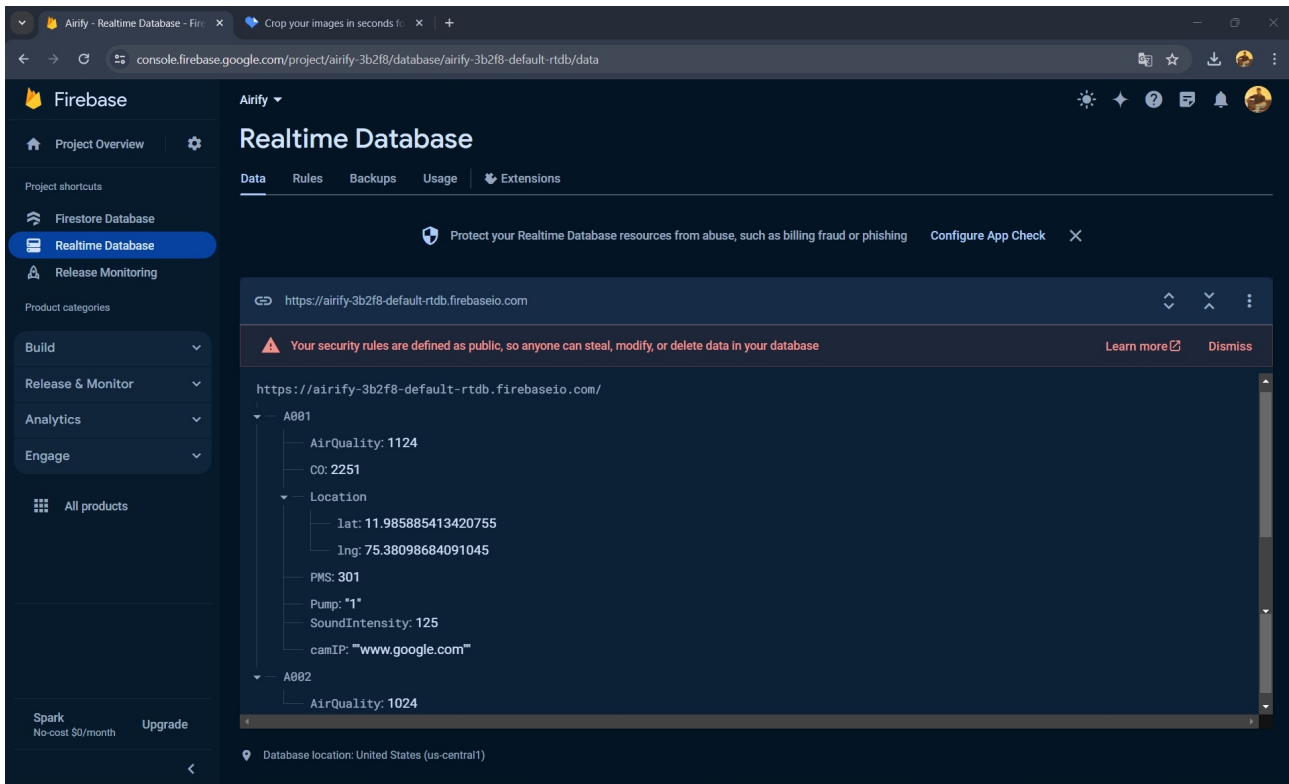 Airify - Realtime Database - Fire
Crop your images in seconds fo
console.firebase.google.com/project/airify-3b2f8/database/airify-3b2f8-default-rtdb/data
Firebase
Airify
Project Overview
Realtime Database
Data Rules Backups Usage Extensions
Project shortcuts
Firestore Database
Realtime Database
Release Monitoring
Product categories
Build
Release & Monitor
Analytics
Engage
All products
Spark
No-cost $0/month
Upgrade
Protect your Realtime Database resources from abuse, such as billing fraud or phishing Configure App Check
https://airify-3b2f8-default-rtdb.firebaseio.com
Your security rules are defined as public, so anyone can steal, modify, or delete data in your database Learn more Dismiss
https://airify-3b2f8-default-rtdb.firebaseio.com/
A001
AirQuality: 1124
CO: 2251
Location
lat: 11.985885413420755
lng: 75.38098684091045
PMS: 301
Pump: "1"
SoundIntensity: 125
camIP: ""www.google.com""
A002
AirQuality: 1024
Database location: United States (us-central1)